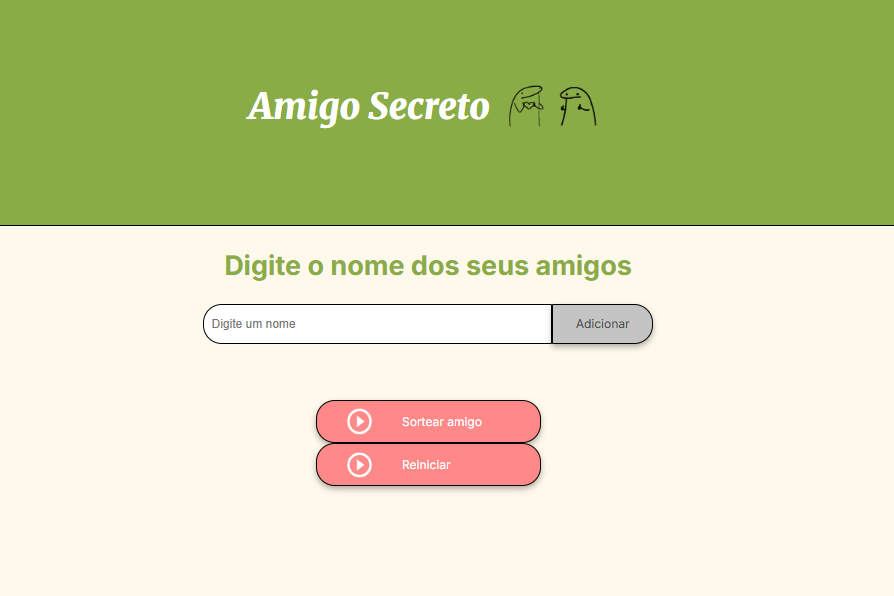 Amigo Secreto
Digite o nome dos seus amigos
Digite um nome
Adicionar
Sortear amigo
Reiniciar